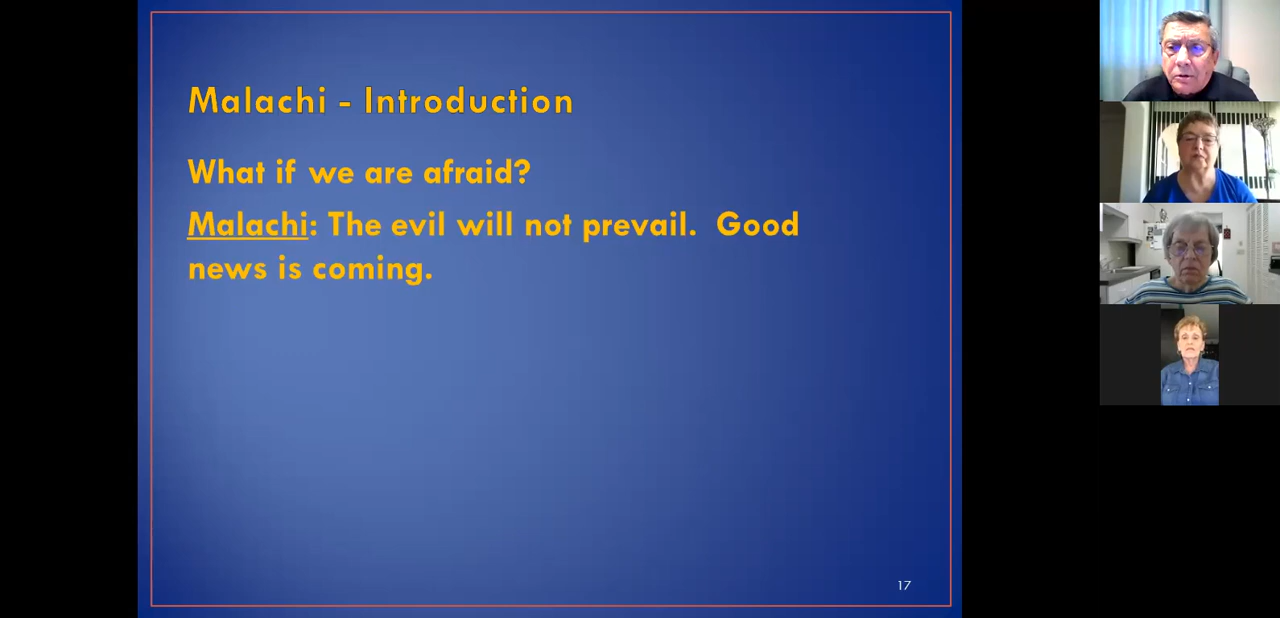 Malachi - Introduction
What if we are afraid?
Malachi: The evil will not prevail.  Good
news is coming.
17